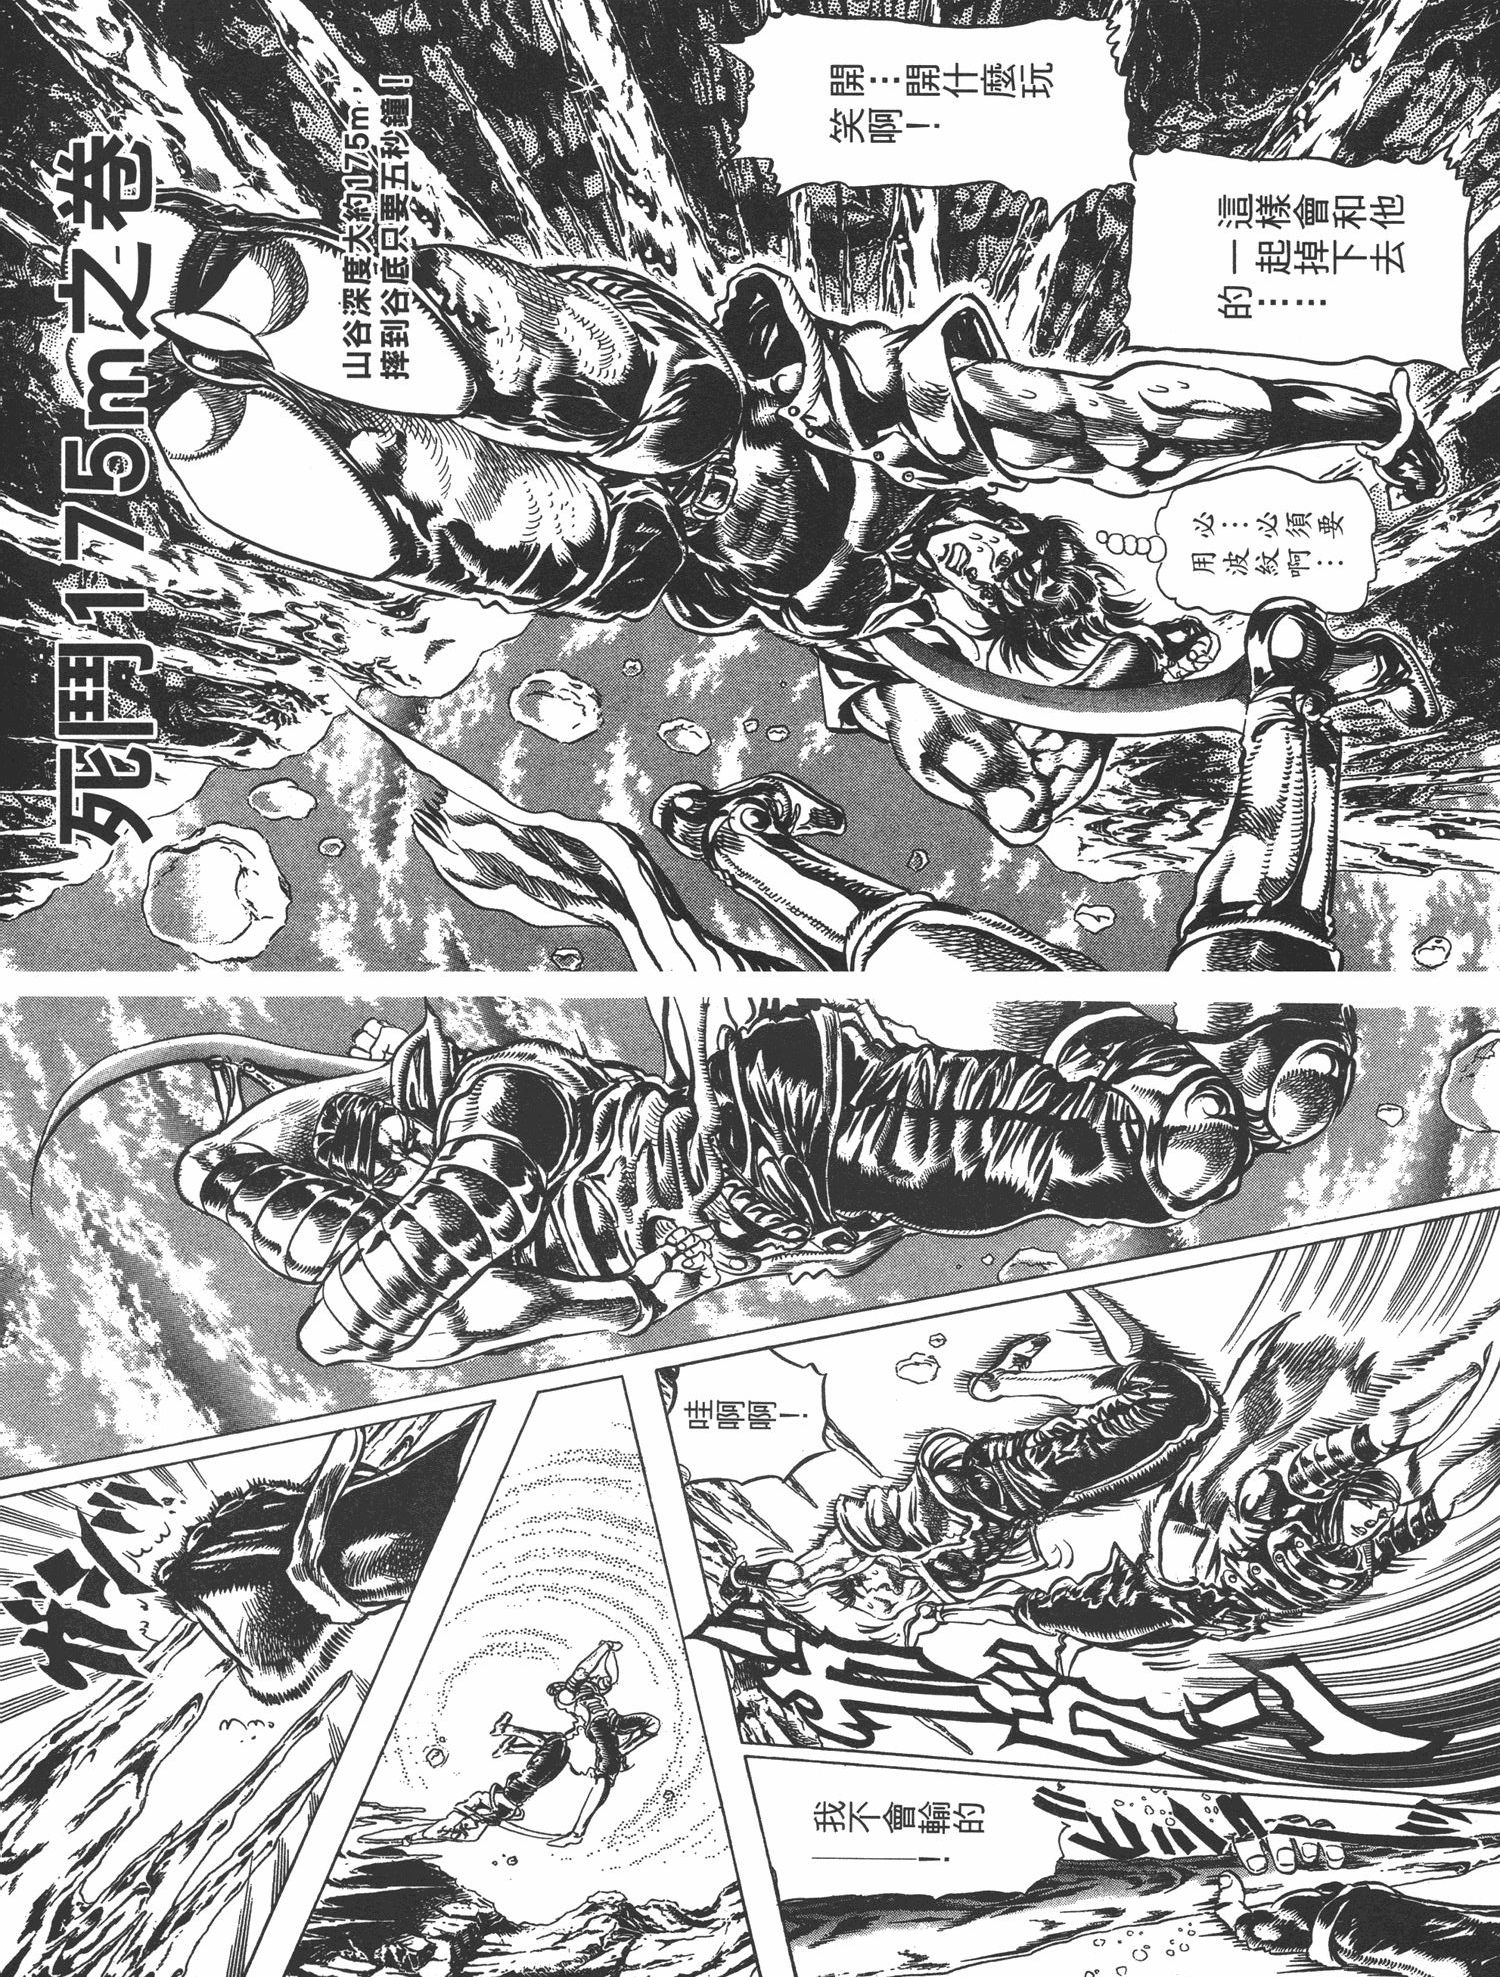 死鬥175m之卷
山谷深度大約175m，
摔到谷底只要五秒鐘！
開…開什麼玩
笑啊！
這樣會和他
一起掉下去
的……
必…必須要
用波紋啊…
哇啊啊！
我不會輸的
——！